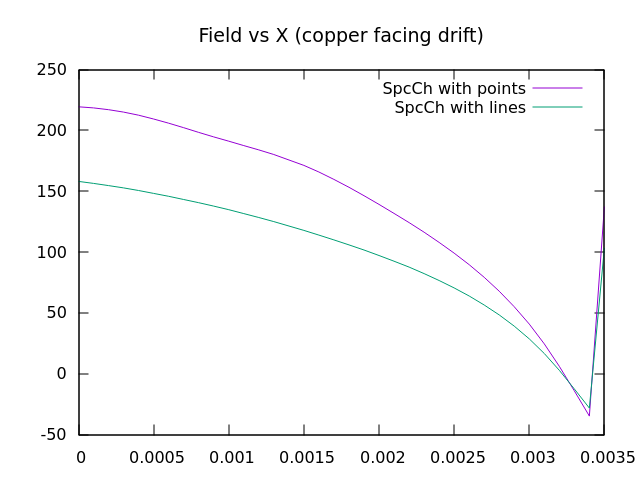 Field vs X (copper facing drift)
250
SpcCh with points
SpcCh with lines
200
150
100
50
0
-50
0 0.0005 0.001 0.0015 0.002 0.0025 0.003 0.0035